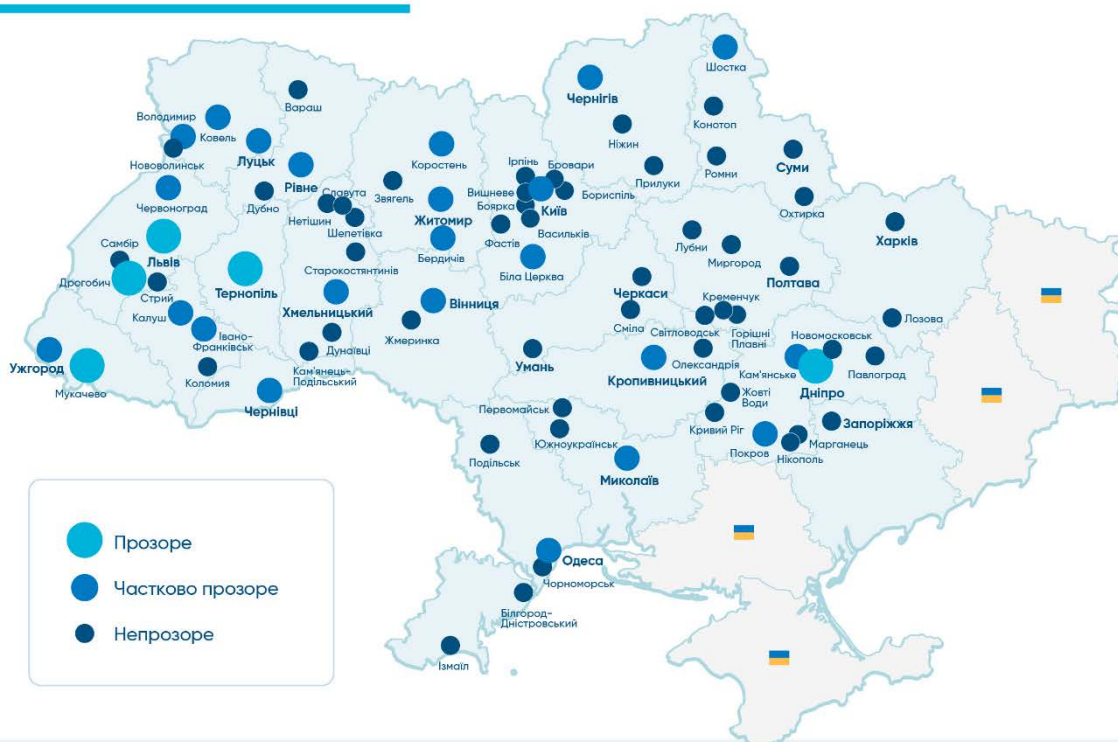 Шостка
Чернігів
Вараш
Володимир
Ковель
Конотоп
Нововолинськ
Луцьк
Коростень
Ніжин
Ірпінь
Бровари
Ромни
Суми
Рівне
Прилуки
Звягель
Вишневе
Бориспіль
Червоноград
Дубно
Славута
Житомир
Боярка
Київ
Охтирка
Нетішин
Шепетівка
Фастів
Васильків
Харків
Самбір
Львів
Бердичів
Лубни
Миргород
Старокостянтинів
Біла Церква
Дрогобич
Стрий
Тернопіль
Черкаси
Полтава
Хмельницький
Вінниця
Кременчук
Калуш
Івано-
Франківськ
Сміла
Світловодськ
Горішні
Плавні
Лозова
Жмеринка
Новомосковськ
Дунаївці
Ужгород
Умань
Олександрія
Кам'янське
Павлоград
Кам'янець-
Подільський
Мукачево
Коломия
Кропивницький
Дніпро
Жовті
Води
Чернівці
Первомайськ
Запоріжжя
Кривий Ріг
Южноукраїнськ
Марганець
Покров
Нікополь
Подільськ
Миколаїв
Одеса
Чорноморськ
Білгород-
Дністровський
Ізмаїл
Прозоре
Частково прозоре
Непрозоре